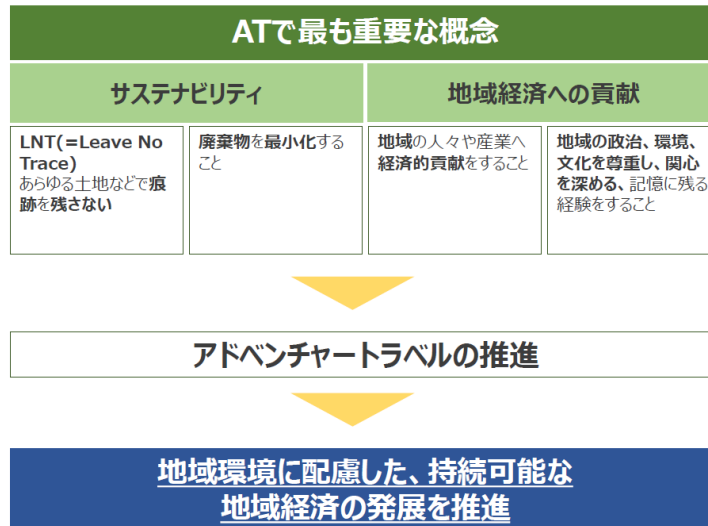 ATで最も重要な概念
サステナビリティ
地域経済への貢献
LNT(=Leave No
Trace)
あらゆる土地などで痕
跡を残さない
廃棄物を最小化する
こと
地域の人々や産業へ
経済的貢献をすること
地域の政治、環境、
文化を尊重し、関心
を深める、記憶に残る
経験をすること
アドベンチャートラベルの推進
地域環境に配慮した、持続可能な
地域経済の発展を推進